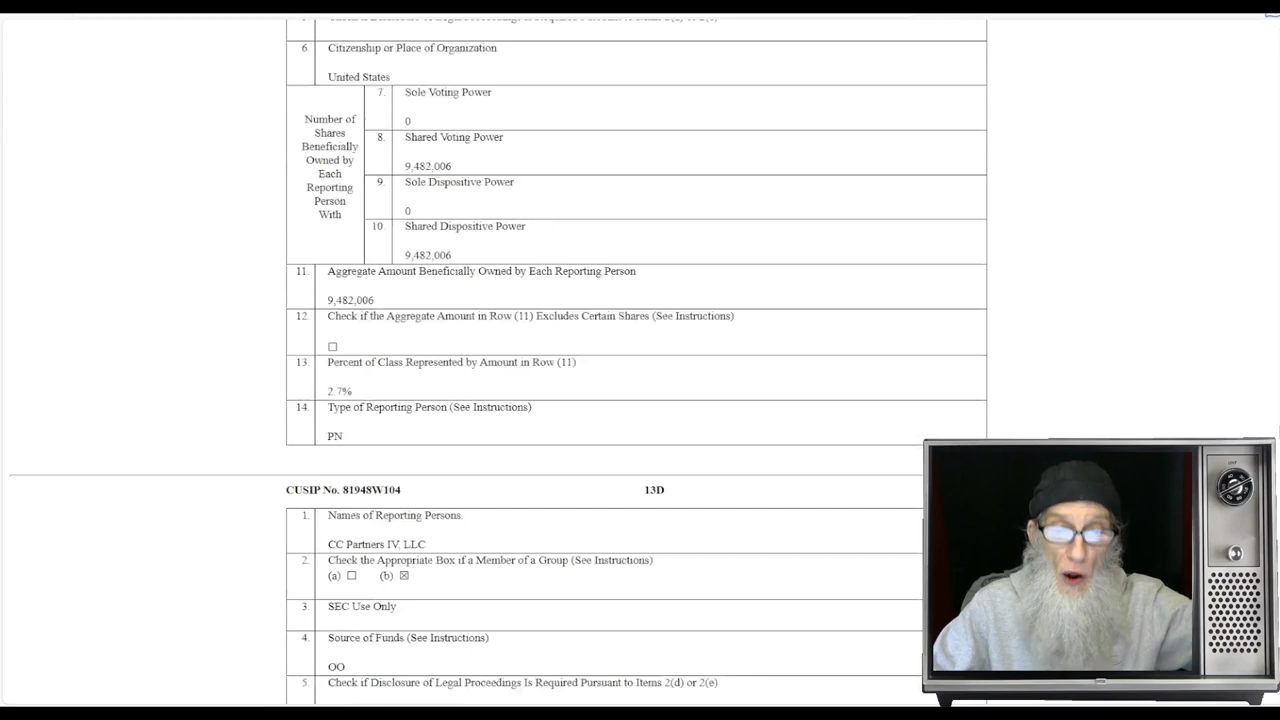 6. Citizenship or Place of Organization
United States
Number of
Shares
Beneficially
Owned by
Each
Reporting
Person
With
7. Sole Voting Power
0
8. Shared Voting Power
9,482,006
9. Sole Dispositive Power
0
10. Shared Dispositive Power
9,482,006
11. Aggregate Amount Beneficially Owned by Each Reporting Person
9,482,006
12. Check if the Aggregate Amount in Row (11) Excludes Certain Shares (See Instructions)
☐
13. Percent of Class Represented by Amount in Row (11)
2.7%
14. Type of Reporting Person (See Instructions)
PN
CUSIP No. 81948W104 13D
1. Names of Reporting Persons.
CC Partners IV, LLC
2. Check the Appropriate Box if a Member of a Group (See Instructions)
(a) ☐ (b) ☒
3. SEC Use Only
4. Source of Funds (See Instructions)
OO
5. Check if Disclosure of Legal Proceedings Is Required Pursuant to Items 2(d) or 2(e)